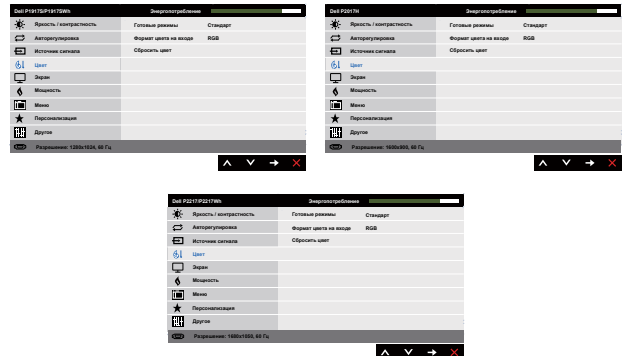 Dell P1917S/P1917SWh Энергопотребление
Яркость / контрастность Готовые режимы Стандарт
Авторегулировка Формат цвета на входе RGB
Источник сигнала Сбросить цвет
Цвет
Экран
Мощность
Меню
Персонализация
Другое
Разрешение: 1280x1024, 60 Гц
Dell P2017H Энергопотребление
Яркость / контрастность Готовые режимы Стандарт
Авторегулировка Формат цвета на входе RGB
Источник сигнала Сбросить цвет
Цвет
Экран
Мощность
Меню
Персонализация
Другое
Разрешение: 1600x900, 60 Гц
Dell P2217/P2217Wh Энергопотребление
Яркость / контрастность Готовые режимы Стандарт
Авторегулировка Формат цвета на входе RGB
Источник сигнала Сбросить цвет
Цвет
Экран
Мощность
Меню
Персонализация
Другое
Разрешение: 1680x1050, 60 Гц